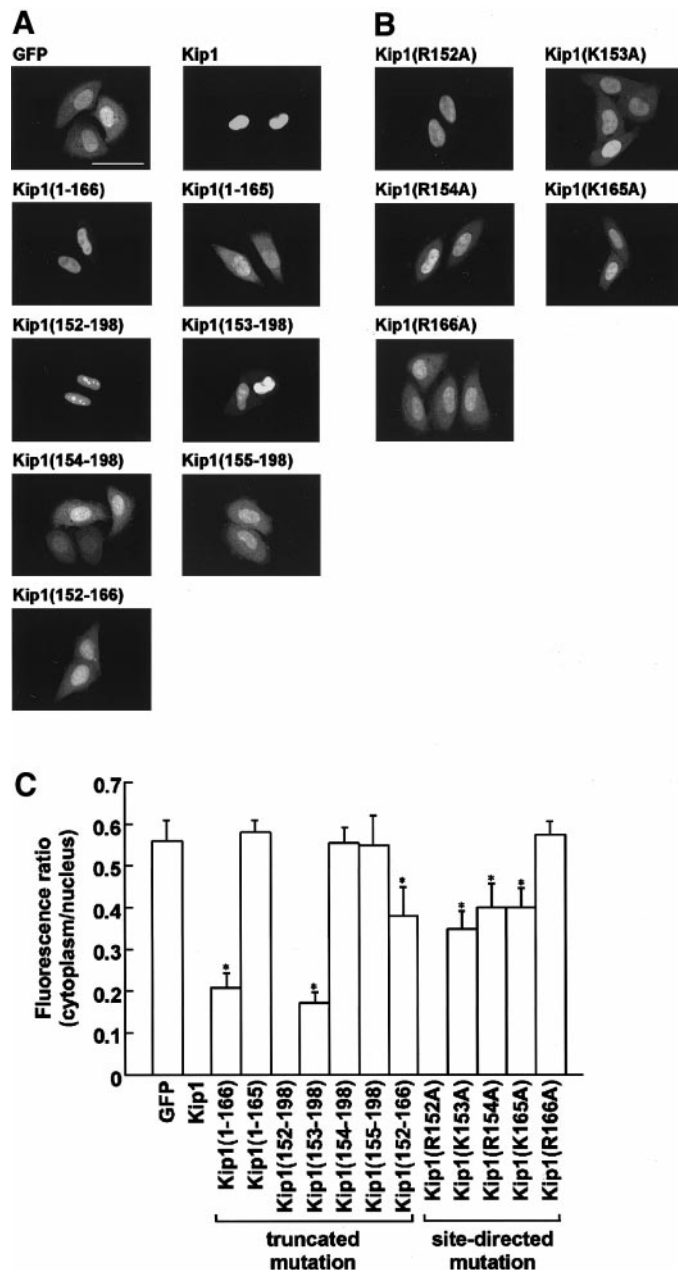 A
B
GFP
Kip1
Kip1(R152A)
Kip1(K153A)
Kip1(1-166)
Kip1(1-165)
Kip1(R154A)
Kip1(K165A)
Kip1(152-198)
Kip1(153-198)
Kip1(R166A)
Kip1(154-198)
Kip1(155-198)
Kip1(152-166)
C
Fluorescence ratio
(cytoplasm/nucleus)
0.7
0.6
0.5
0.4
0.3
0.2
0.1
0
*
*
*
*
*
*
GFP
Kip1
Kip1(1-166)
Kip1(1-165)
Kip1(152-198)
Kip1(153-198)
Kip1(154-198)
Kip1(155-198)
Kip1(152-166)
Kip1(R152A)
Kip1(K153A)
Kip1(R154A)
Kip1(K165A)
Kip1(R166A)
truncated
mutation
site-directed
mutation